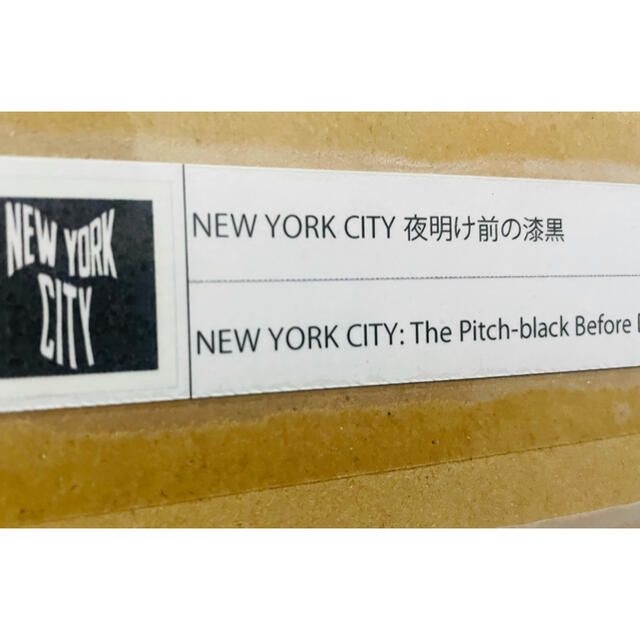 NEW YORK
CITY
NEW YORK CITY 夜明け前の漆黒
NEW YORK CITY: The Pitch-black Before